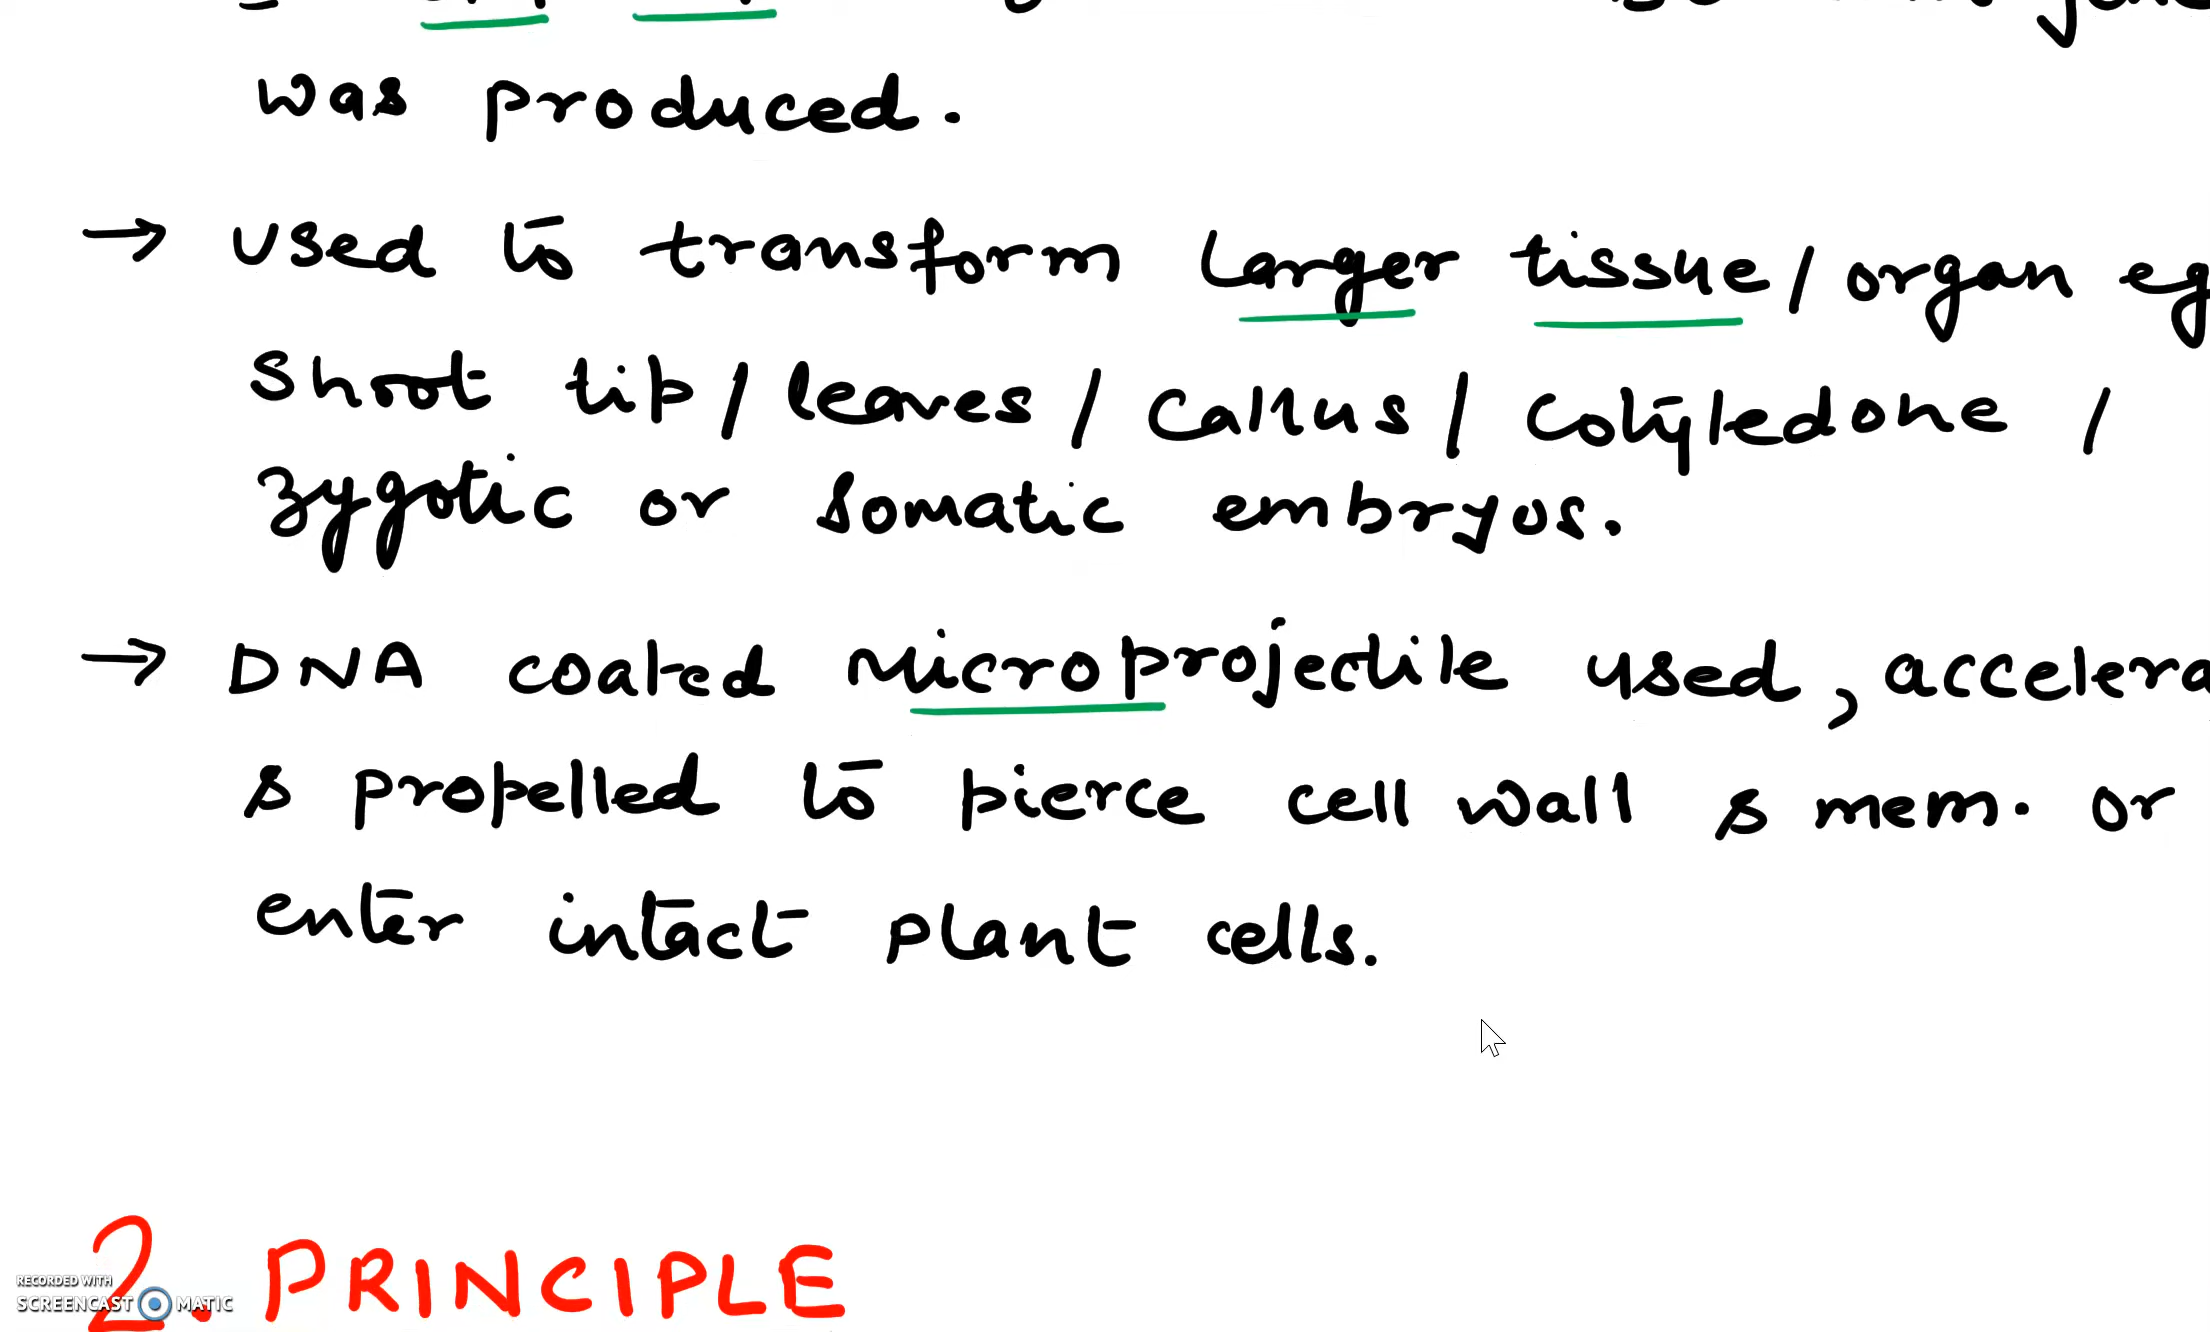 was produced.
→ used to transform larger tissue/organ eg
shoot tip/leaves/callus/cotyledone/
zygotic or somatic embryos.
→ DNA coated microprojectile used, accelera
& propelled to pierce cell wall & mem. or
enter intact plant cells.
2. PRINCIPLE
RECORDED WITH
SCREENCAST MATIC